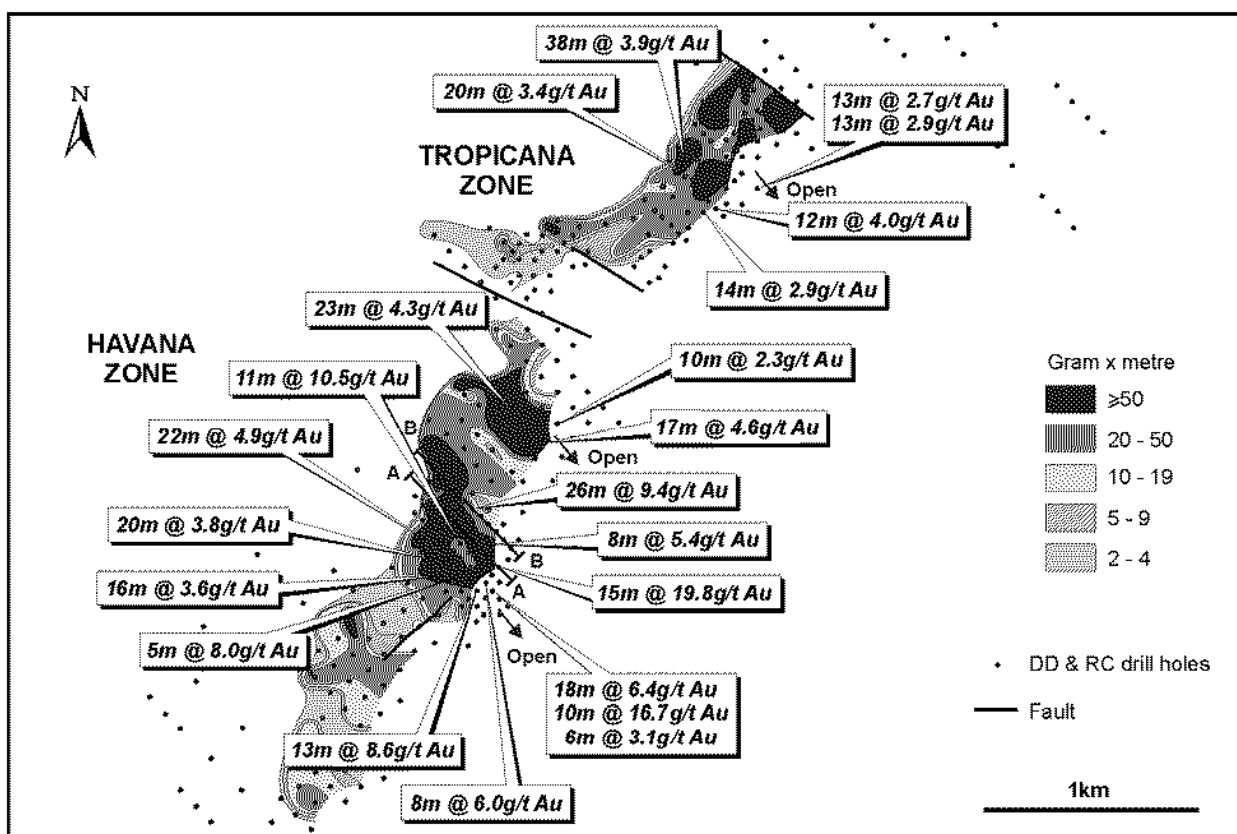 38m @ 3.9g/t Au
20m @ 3.4g/t Au
13m @ 2.7g/t Au
13m @ 2.9g/t Au
N
TROPICANA
ZONE
Open
12m @ 4.0g/t Au
14m @ 2.9g/t Au
23m @ 4.3g/t Au
HAVANA
ZONE
11m @ 10.5g/t Au
10m @ 2.3g/t Au
Gram x metre
⩾50
20 - 50
10 - 19
5 - 9
2 - 4
B
22m @ 4.9g/t Au
17m @ 4.6g/t Au
Open
A
26m @ 9.4g/t Au
20m @ 3.8g/t Au
8m @ 5.4g/t Au
B
A
16m @ 3.6g/t Au
15m @ 19.8g/t Au
5m @ 8.0g/t Au
Open
18m @ 6.4g/t Au
10m @ 16.7g/t Au
6m @ 3.1g/t Au
DD & RC drill holes
Fault
13m @ 8.6g/t Au
8m @ 6.0g/t Au
1km